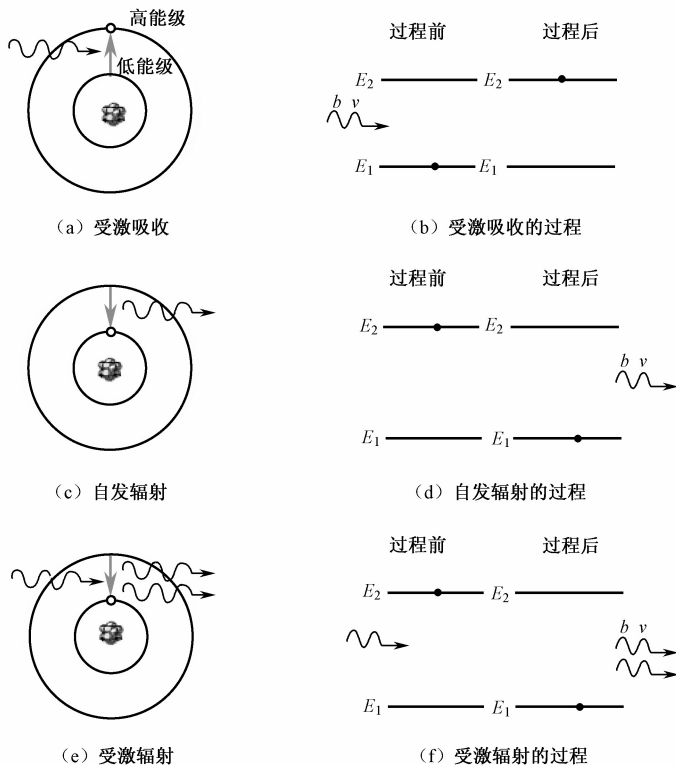 高能级
低能级
(a) 受激吸收
过程前 过程后
E2 E2
b v
E1 E1
(b) 受激吸收的过程
(c) 自发辐射
过程前 过程后
E2 E2
b v
E1 E1
(d) 自发辐射的过程
(e) 受激辐射
过程前 过程后
E2 E2
b v
E1 E1
(f) 受激辐射的过程